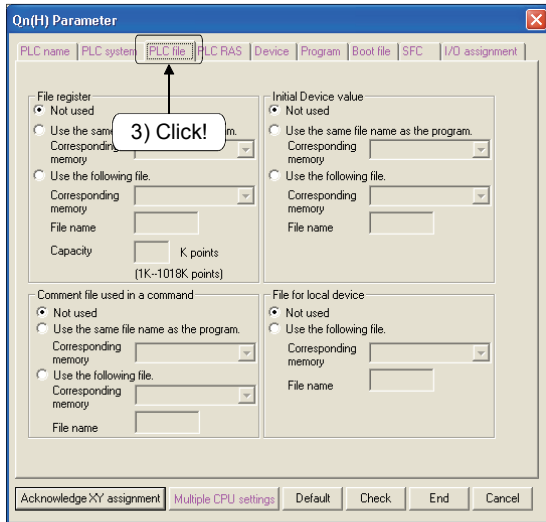 Qn(H) Parameter
PLC name PLC system PLC file PLC RAS Device Program Boot file SFC I/O assignment
File register
Not used
Use the same m.
3) Click!
Corresponding
memory
Use the following file.
Corresponding
memory
File name
Capacity K points
(1K--1018K points)
Initial Device value
Not used
Use the same file name as the program.
Corresponding
memory
Use the following file.
Corresponding
memory
File name
Comment file used in a command
Not used
Use the same file name as the program.
Corresponding
memory
Use the following file.
Corresponding
memory
File name
File for local device
Not used
Use the following file.
Corresponding
memory
File name
Acknowledge XY assignment Multiple CPU settings Default Check End Cancel